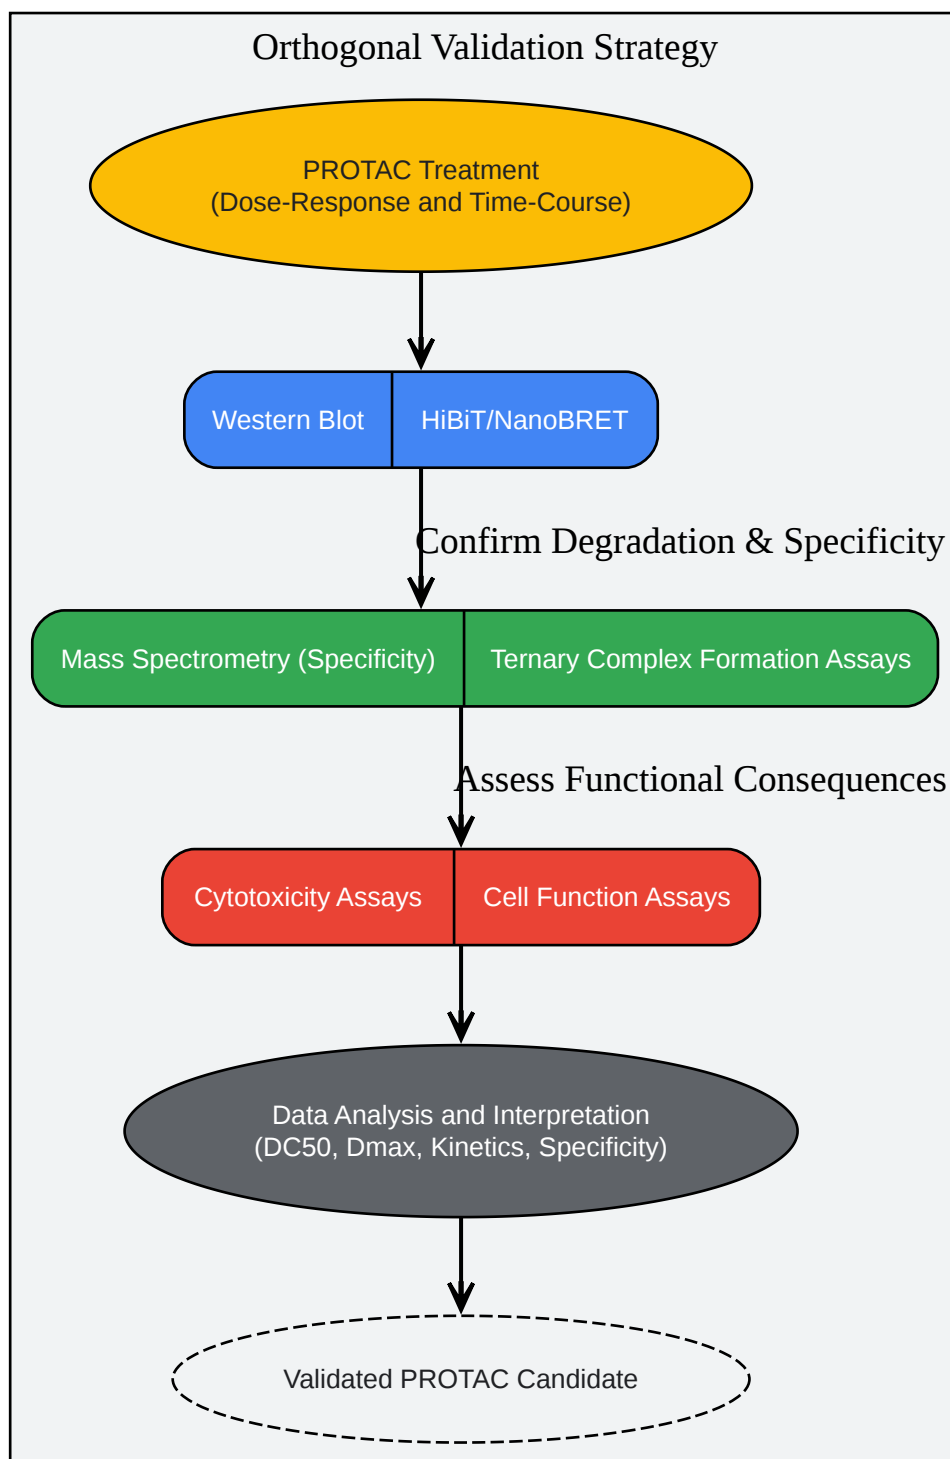 Orthogonal Validation Strategy
PROTAC Treatment
(Dose-Response and Time-Course)
Western Blot
HiBiT/NanoBRET
Confirm Degradation & Specificity
Mass Spectrometry (Specificity)
Ternary Complex Formation Assays
Assess Functional Consequences
Cytotoxicity Assays
Cell Function Assays
Data Analysis and Interpretation
(DC50, Dmax, Kinetics, Specificity)
Validated PROTAC Candidate